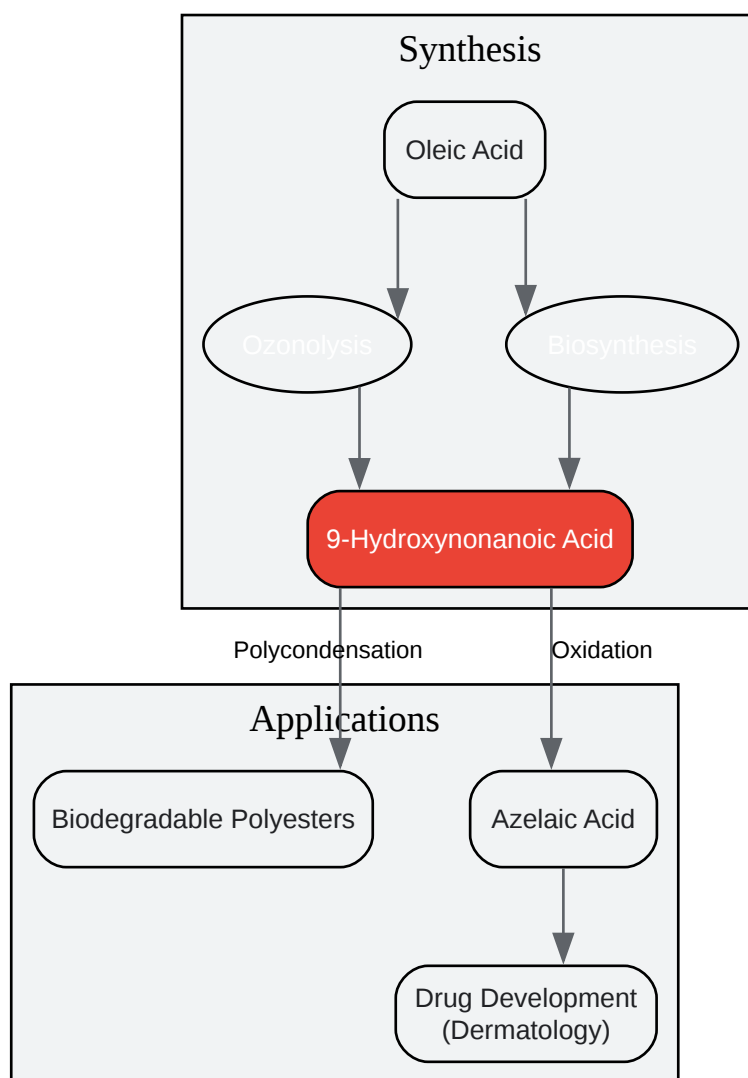 Synthesis
Oleic Acid
Ozonolysis
Biosynthesis
9-Hydroxynonanoic Acid
Polycondensation
Oxidation
Applications
Biodegradable Polyesters
Azelaic Acid
Drug Development
(Dermatology)